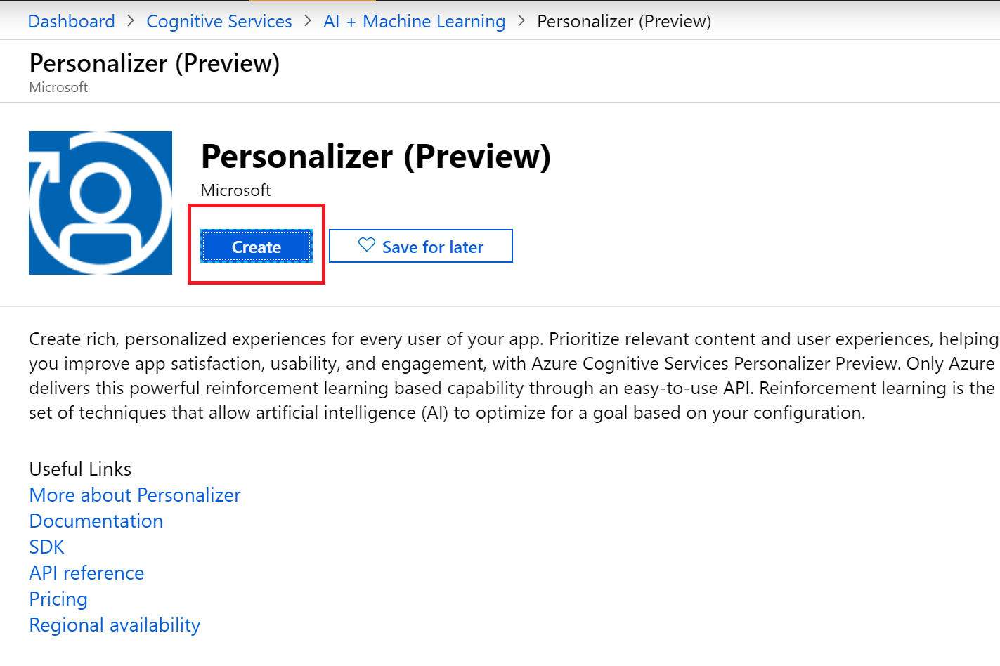 Dashboard > Cognitive Services > AI + Machine Learning > Personalizer (Preview)
Personalizer (Preview)
Microsoft
Personalizer (Preview)
Microsoft
Create
Save for later
Create rich, personalized experiences for every user of your app. Prioritize relevant content and user experiences, helping
you improve app satisfaction, usability, and engagement, with Azure Cognitive Services Personalizer Preview. Only Azure
delivers this powerful reinforcement learning based capability through an easy-to-use API. Reinforcement learning is the
set of techniques that allow artificial intelligence (AI) to optimize for a goal based on your configuration.
Useful Links
More about Personalizer
Documentation
SDK
API reference
Pricing
Regional availability